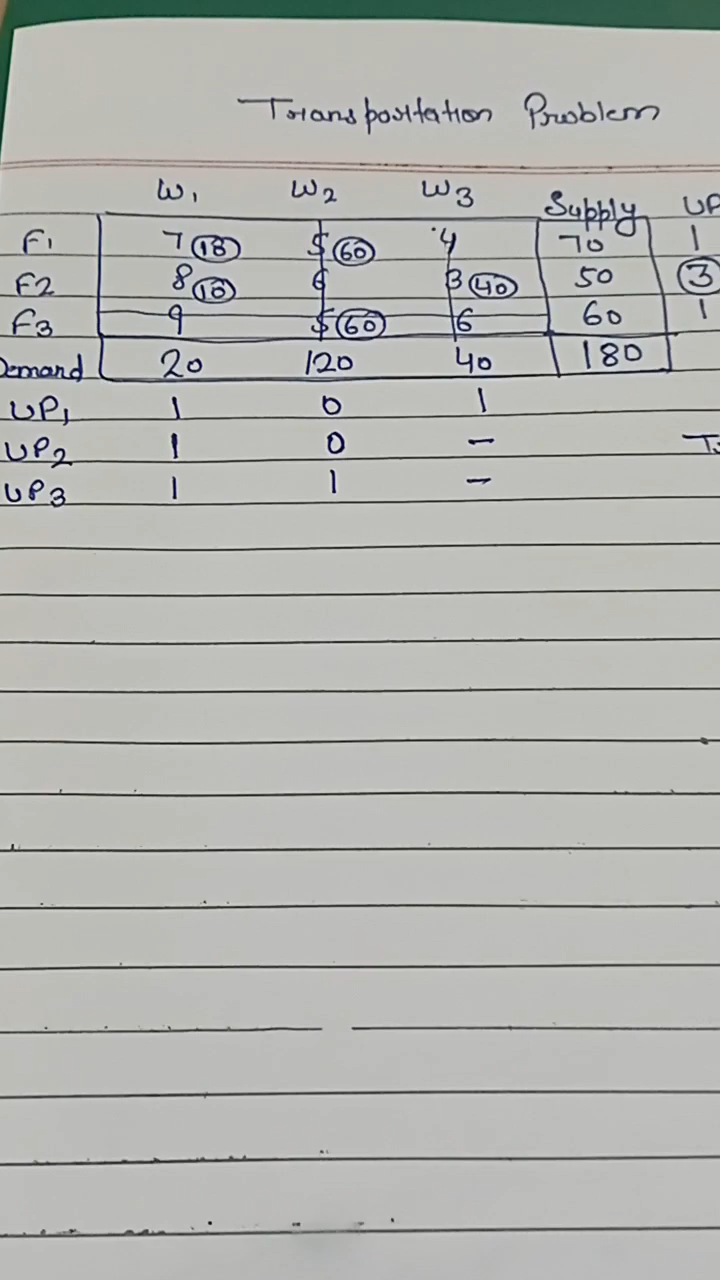 Transportation Problem
W1 W2 W3 Supply UP
F1 7 (10) 5 (60) 4 70 1
F2 8 (10) 6 3 (40) 50 (3)
F3 9 5 (60) 6 60 1
Demand 20 120 40 180
UP1 1 0 1
UP2 1 0 -
UP3 1 1 -